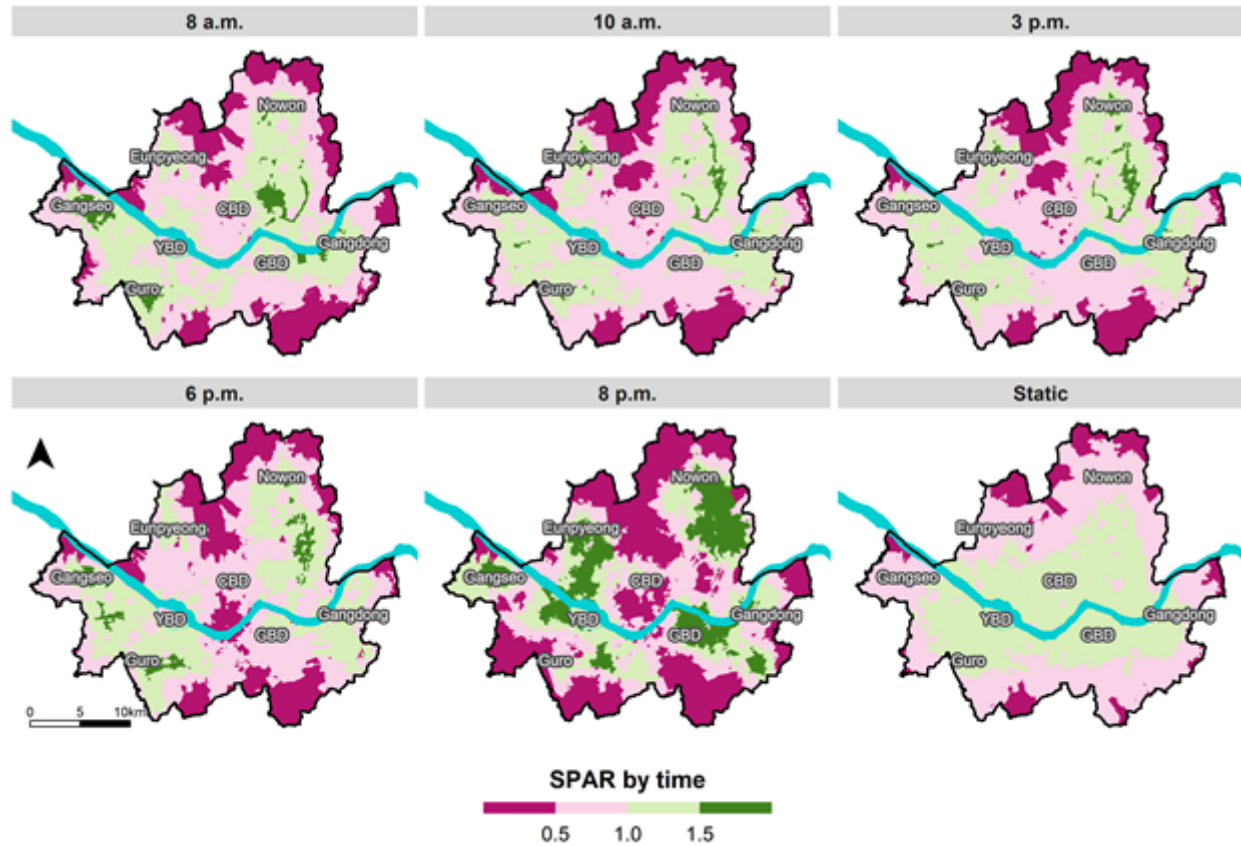 8 a.m.
10 a.m.
3 p.m.
Nowon
Eunpyeong
Gangseo
CBD
YBD
GBD
Gangdong
Guro
Nowon
Eunpyeong
Gangseo
CBD
YBD
GBD
Gangdong
Guro
Nowon
Eunpyeong
Gangseo
CBD
YBD
GBD
Gangdong
Guro
6 p.m.
8 p.m.
Static
Nowon
Eunpyeong
Gangseo
CBD
YBD
GBD
Gangdong
Guro
0 5 10km
Nowon
Eunpyeong
Gangseo
CBD
YBD
GBD
Gangdong
Guro
Nowon
Eunpyeong
Gangseo
CBD
YBD
GBD
Gangdong
Guro
SPAR by time
0.5 1.0 1.5